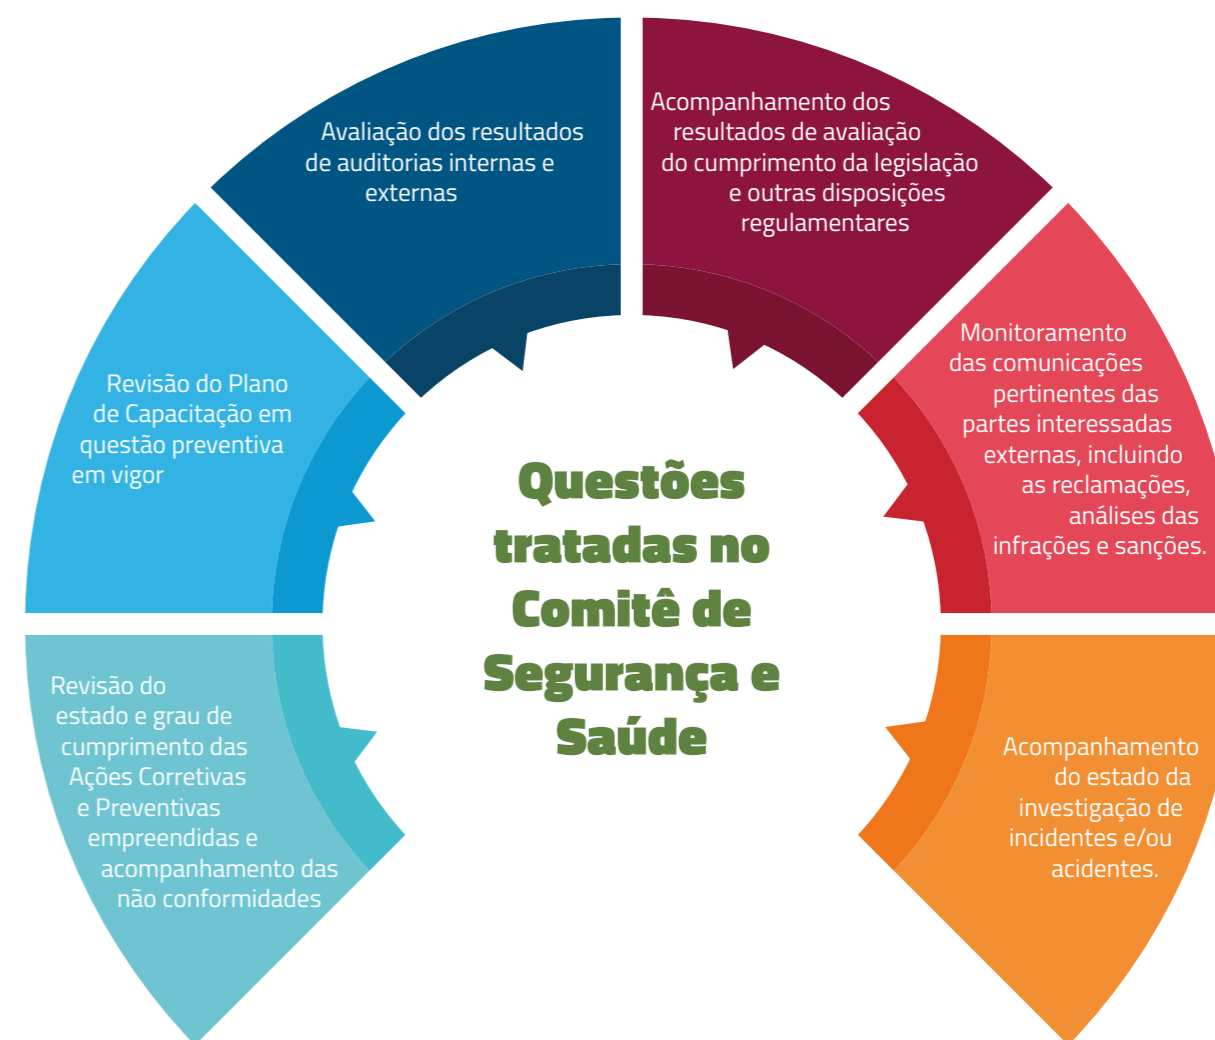 Avaliação dos resultados
de auditorias internas e
externas
Acompanhamento dos
resultados de avaliação
do cumprimento da legislação
e outras disposições
regulamentares
Revisão do Plano
de Capacitação em
questão preventiva
em vigor
Monitoramento
das comunicações
pertinentes das
partes interessadas
externas, incluindo
as reclamações,
análises das
infrações e sanções.
Questões
tratadas no
Comitê de
Segurança e
Saúde
Revisão do
estado e grau de
cumprimento das
Ações Corretivas
e Preventivas
empreendidas e
acompanhamento das
não conformidades
Acompanhamento
do estado da
investigação de
incidentes e/ou
acidentes.